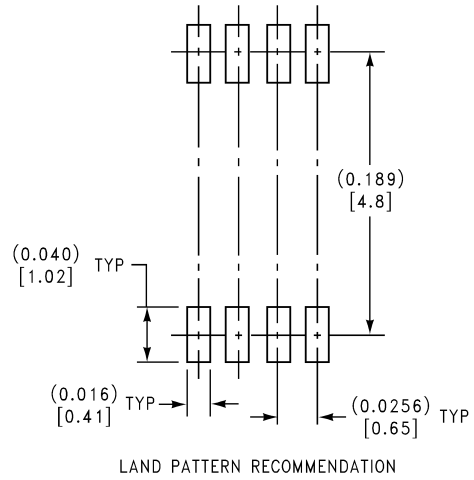 (0.189)
[4.8]
(0.040)
[1.02]
TYP
(0.016)
[0.41]
TYP
(0.0256)
[0.65]
TYP
LAND PATTERN RECOMMENDATION